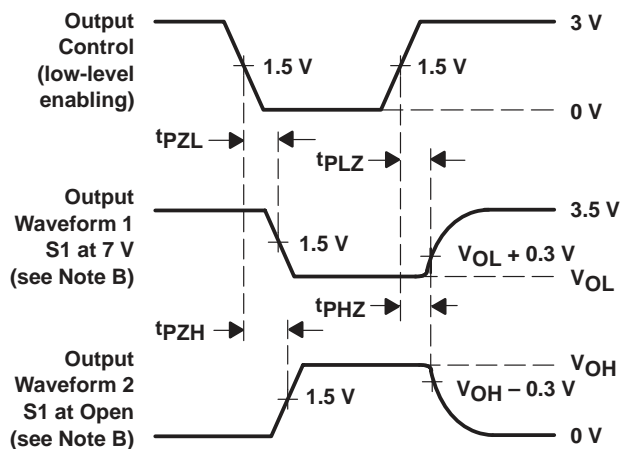 Output
Control
(low-level
enabling)
1.5 V
1.5 V
3 V
0 V
tPZL
tPLZ
Output
Waveform 1
S1 at 7 V
(see Note B)
1.5 V
3.5 V
VOL + 0.3 V
VOL
tPHZ
tPZH
Output
Waveform 2
S1 at Open
(see Note B)
1.5 V
VOH
VOH – 0.3 V
0 V